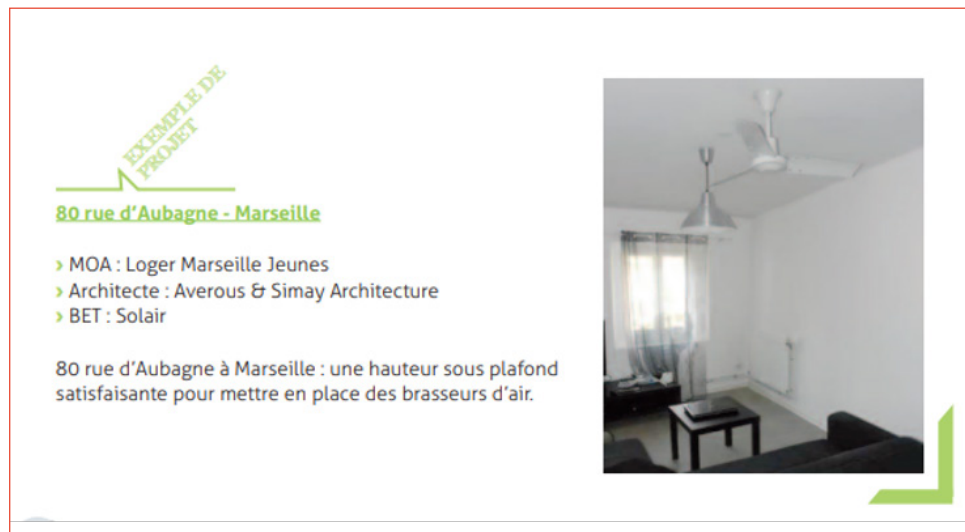 EXEMPLE DE
PROJET
80 rue d'Aubagne - Marseille
› MOA : Loger Marseille Jeunes
› Architecte : Averous & Simay Architecture
› BET : Solair
80 rue d'Aubagne à Marseille : une hauteur sous plafond
satisfaisante pour mettre en place des brasseurs d'air.